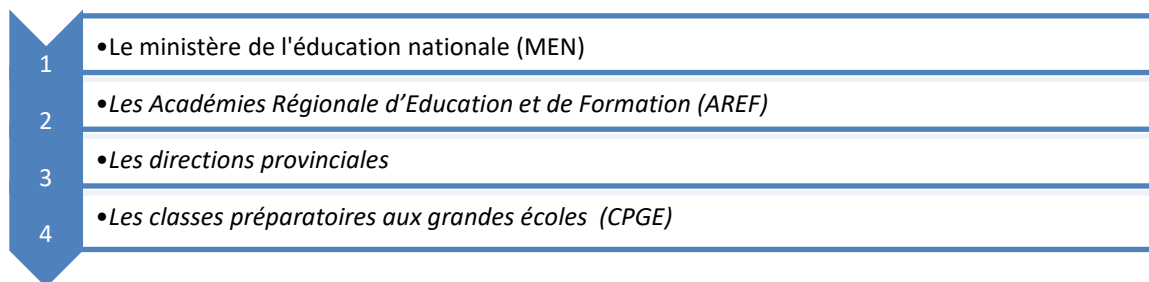 1 •Le ministère de l'éducation nationale (MEN)
2 •Les Académies Régionale d’Education et de Formation (AREF)
3 •Les directions provinciales
4 •Les classes préparatoires aux grandes écoles (CPGE)